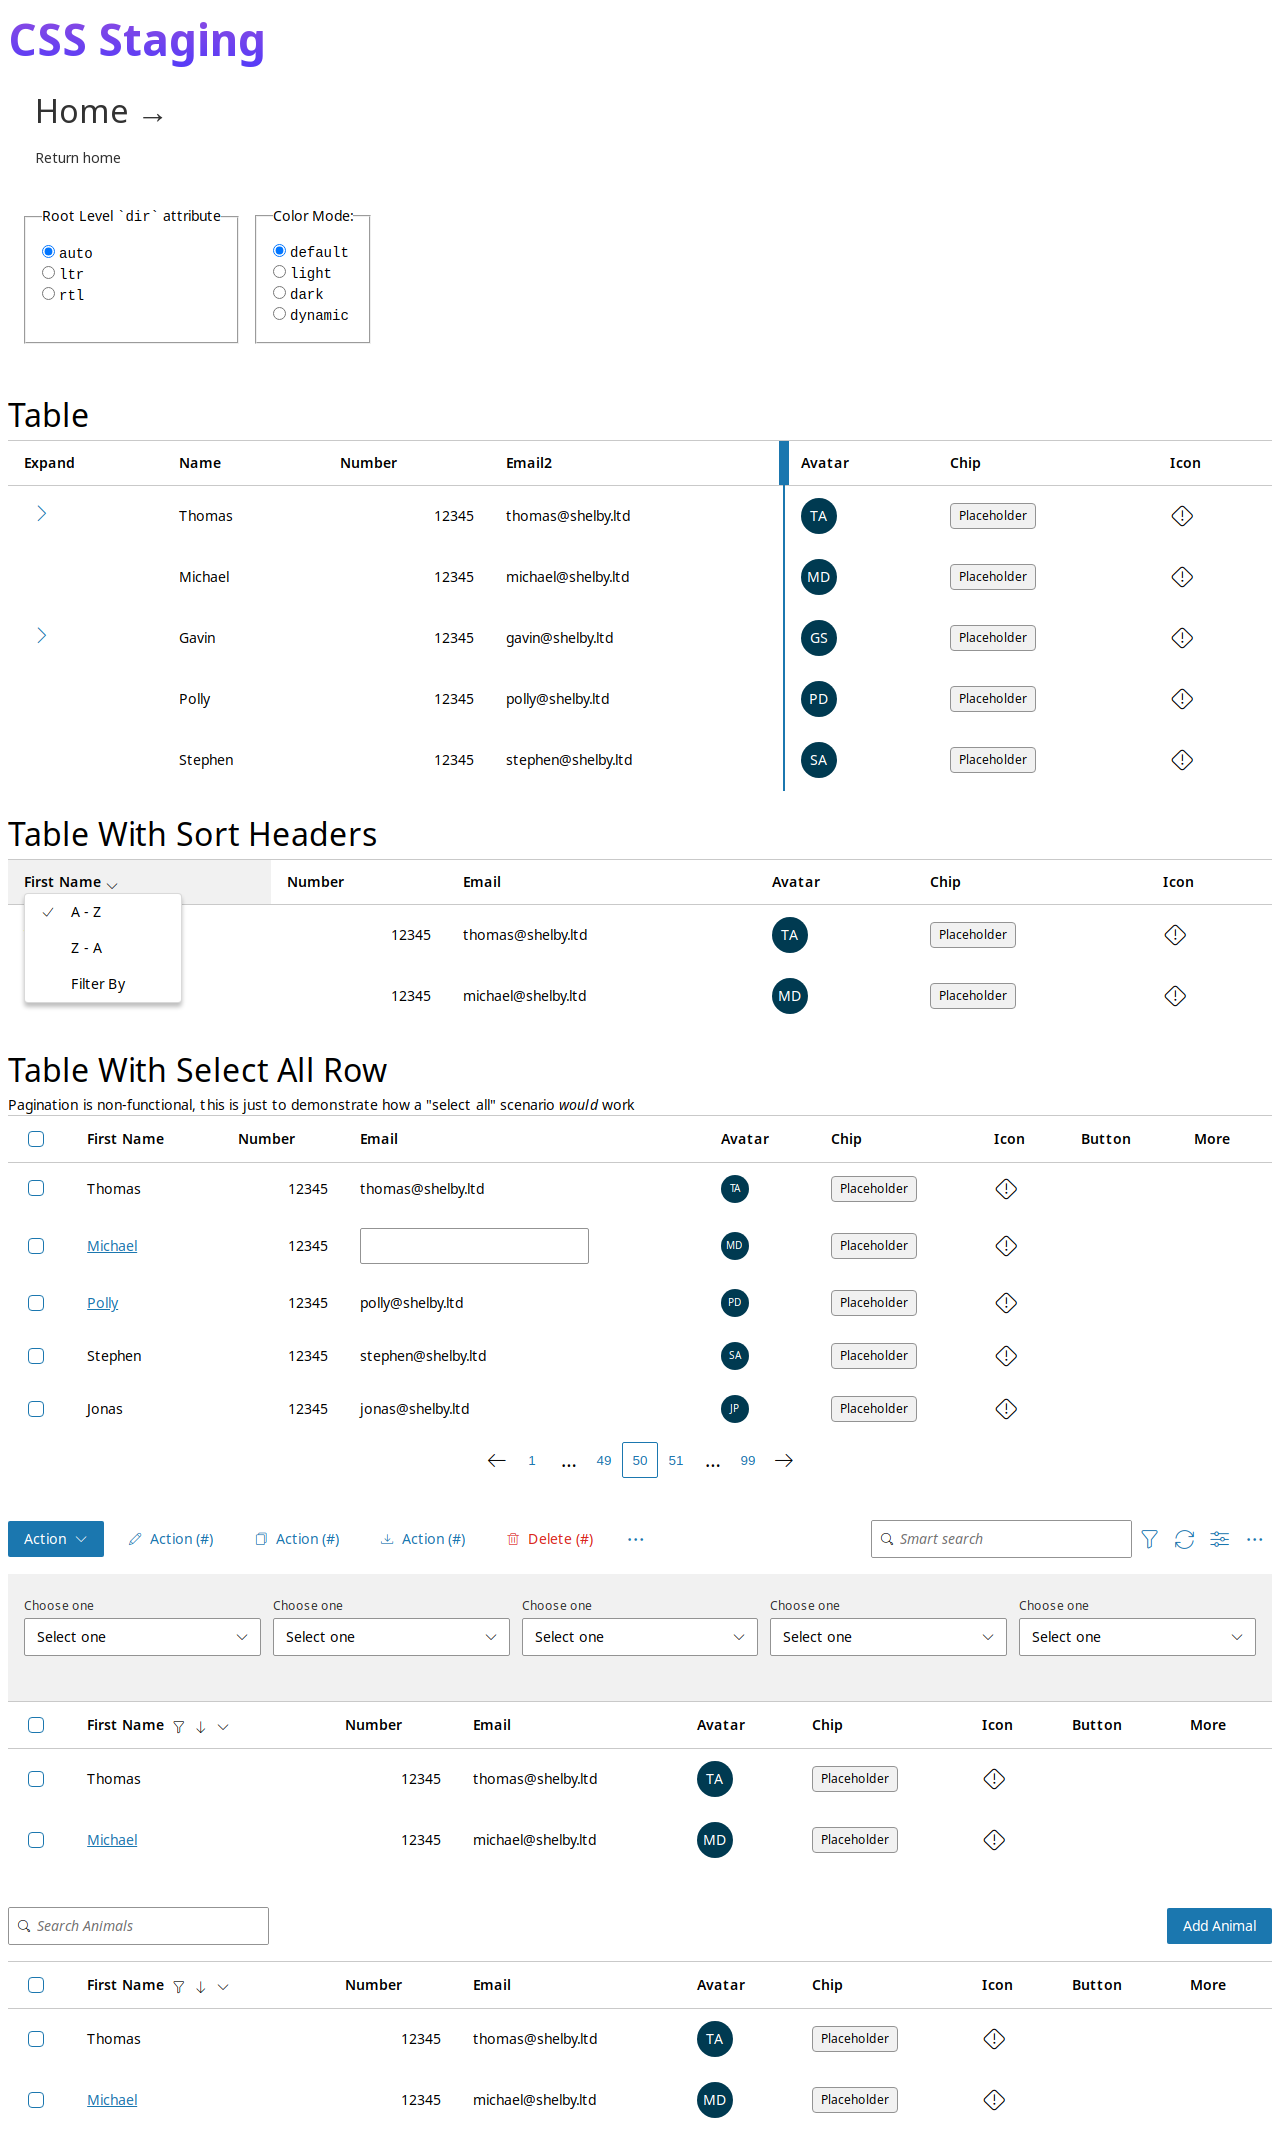 CSS Staging
Home →
Return home
Root Level `dir` attribute
auto
ltr
rtl
Color Mode:
default
light
dark
dynamic
Table
Expand Name Number Email2 Avatar Chip Icon
Thomas 12345 thomas@shelby.ltd TA Placeholder
Michael 12345 michael@shelby.ltd MD Placeholder
Gavin 12345 gavin@shelby.ltd GS Placeholder
Polly 12345 polly@shelby.ltd PD Placeholder
Stephen 12345 stephen@shelby.ltd SA Placeholder
Table With Sort Headers
First Name Number Email Avatar Chip Icon
A - Z
Z - A
Filter By
12345 thomas@shelby.ltd TA Placeholder
12345 michael@shelby.ltd MD Placeholder
Table With Select All Row
Pagination is non-functional, this is just to demonstrate how a "select all" scenario would work
First Name Number Email Avatar Chip Icon Button More
Thomas 12345 thomas@shelby.ltd TA Placeholder
Michael 12345 MD Placeholder
Polly 12345 polly@shelby.ltd PD Placeholder
Stephen 12345 stephen@shelby.ltd SA Placeholder
Jonas 12345 jonas@shelby.ltd JP Placeholder
1 ... 49 50 51 ... 99
Action Action (#) Action (#) Action (#) Delete (#) Smart search
Choose one Choose one Choose one Choose one Choose one
Select one Select one Select one Select one Select one
First Name Number Email Avatar Chip Icon Button More
Thomas 12345 thomas@shelby.ltd TA Placeholder
Michael 12345 michael@shelby.ltd MD Placeholder
Search Animals Add Animal
First Name Number Email Avatar Chip Icon Button More
Thomas 12345 thomas@shelby.ltd TA Placeholder
Michael 12345 michael@shelby.ltd MD Placeholder